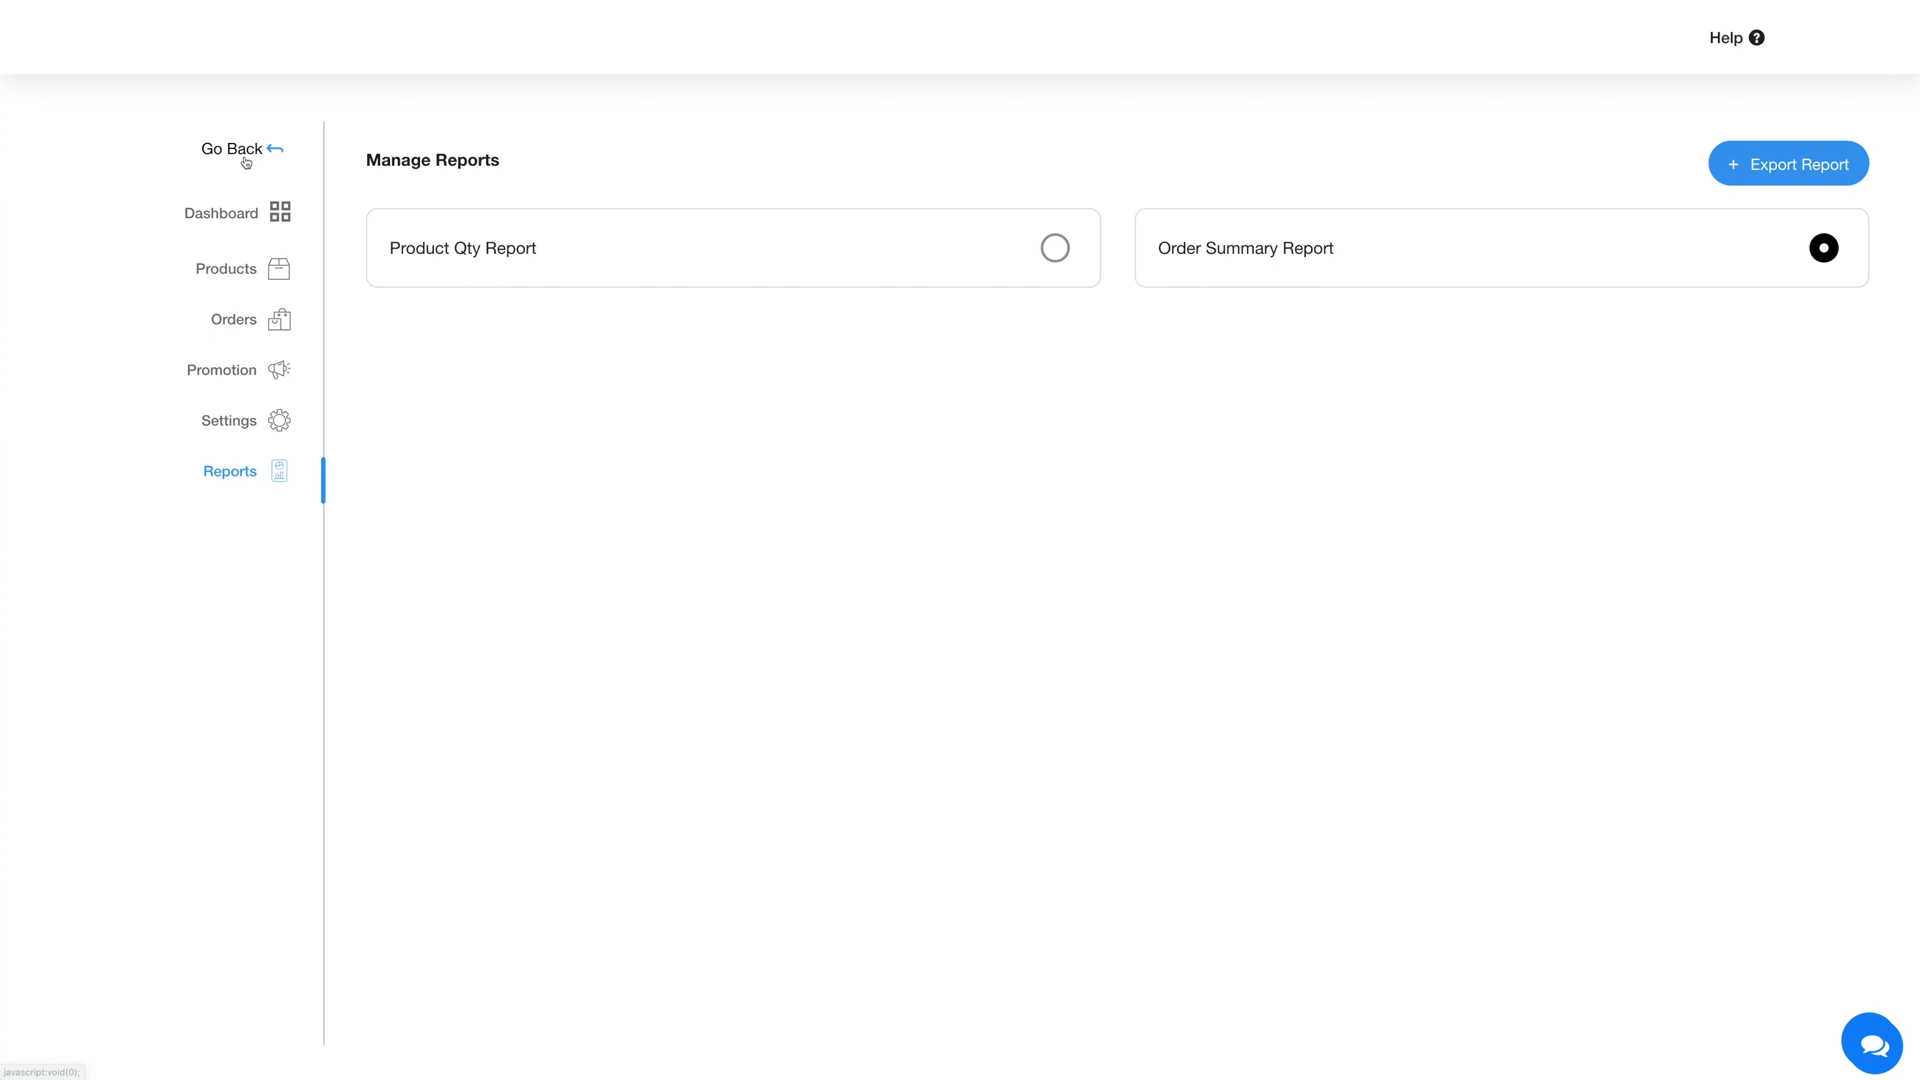 Help
Go Back
Manage Reports
+ Export Report
Dashboard
Product Qty Report
Order Summary Report
Products
Orders
Promotion
Settings
Reports
javascript:void(0);